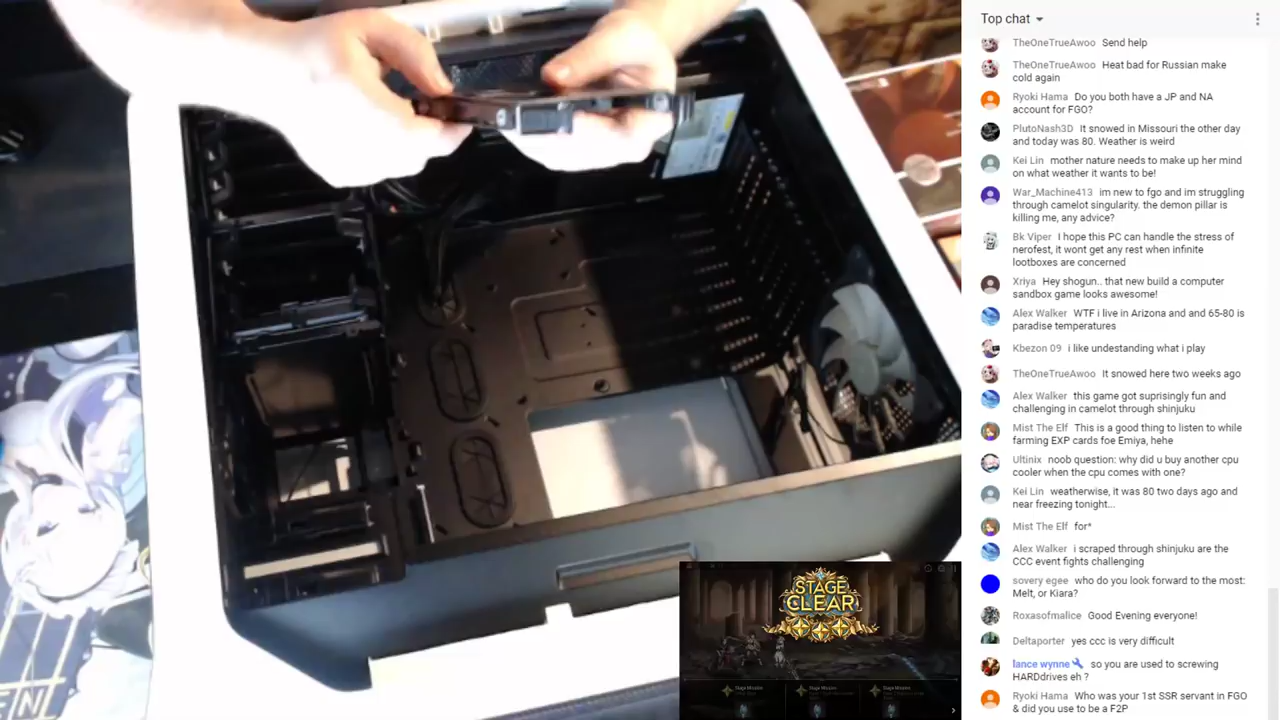 Top chat
TheOneTrueAwoo Send help
TheOneTrueAwoo Heat bad for Russian make
cold again
Ryoki Hama Do you both have a JP and NA
account for FGO?
PlutoNash3D It snowed in Missouri the other day
and today was 80. Weather is weird
Kei Lin mother nature needs to make up her mind
on what weather it wants to be!
War_Machine413 im new to fgo and im struggling
through camelot singularity. the demon pillar is
killing me, any advice?
Bk Viper I hope this PC can handle the stress of
nerofest, it wont get any rest when infinite
lootboxes are concerned
Xriya Hey shogun.. that new build a computer
sandbox game looks awesome!
Alex Walker WTF i live in Arizona and and 65-80 is
paradise temperatures
Kbezon 09 i like undestanding what i play
TheOneTrueAwoo It snowed here two weeks ago
Alex Walker this game got suprisingly fun and
challenging in camelot through shinjuku
Mist The Elf This is a good thing to listen to while
farming EXP cards foe Emiya, hehe
Ultinix noob question: why did u buy another cpu
cooler when the cpu comes with one?
Kei Lin weatherwise, it was 80 two days ago and
near freezing tonight...
Mist The Elf for*
Alex Walker i scraped through shinjuku are the
CCC event fights challenging
sovery egee who do you look forward to the most:
Melt, or Kiara?
Roxasofmalice Good Evening everyone!
Deltaporter yes ccc is very difficult
lance wynne so you are used to screwing
HARDdrives eh ?
Ryoki Hama Who was your 1st SSR servant in FGO
& did you use to be a F2P
STAGE
CLEAR
Stage Mission
Stage Mission
Stage Mission